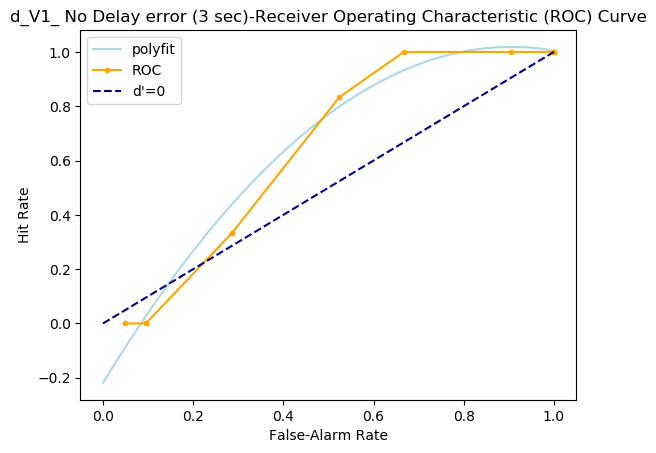 d_V1_ No Delay error (3 sec)-Receiver Operating Characteristic (ROC) Curve
polyfit
ROC
d'=0
1.0
0.8
0.6
0.4
0.2
0.0
−0.2
Hit Rate
0.0 0.2 0.4 0.6 0.8 1.0
False-Alarm Rate